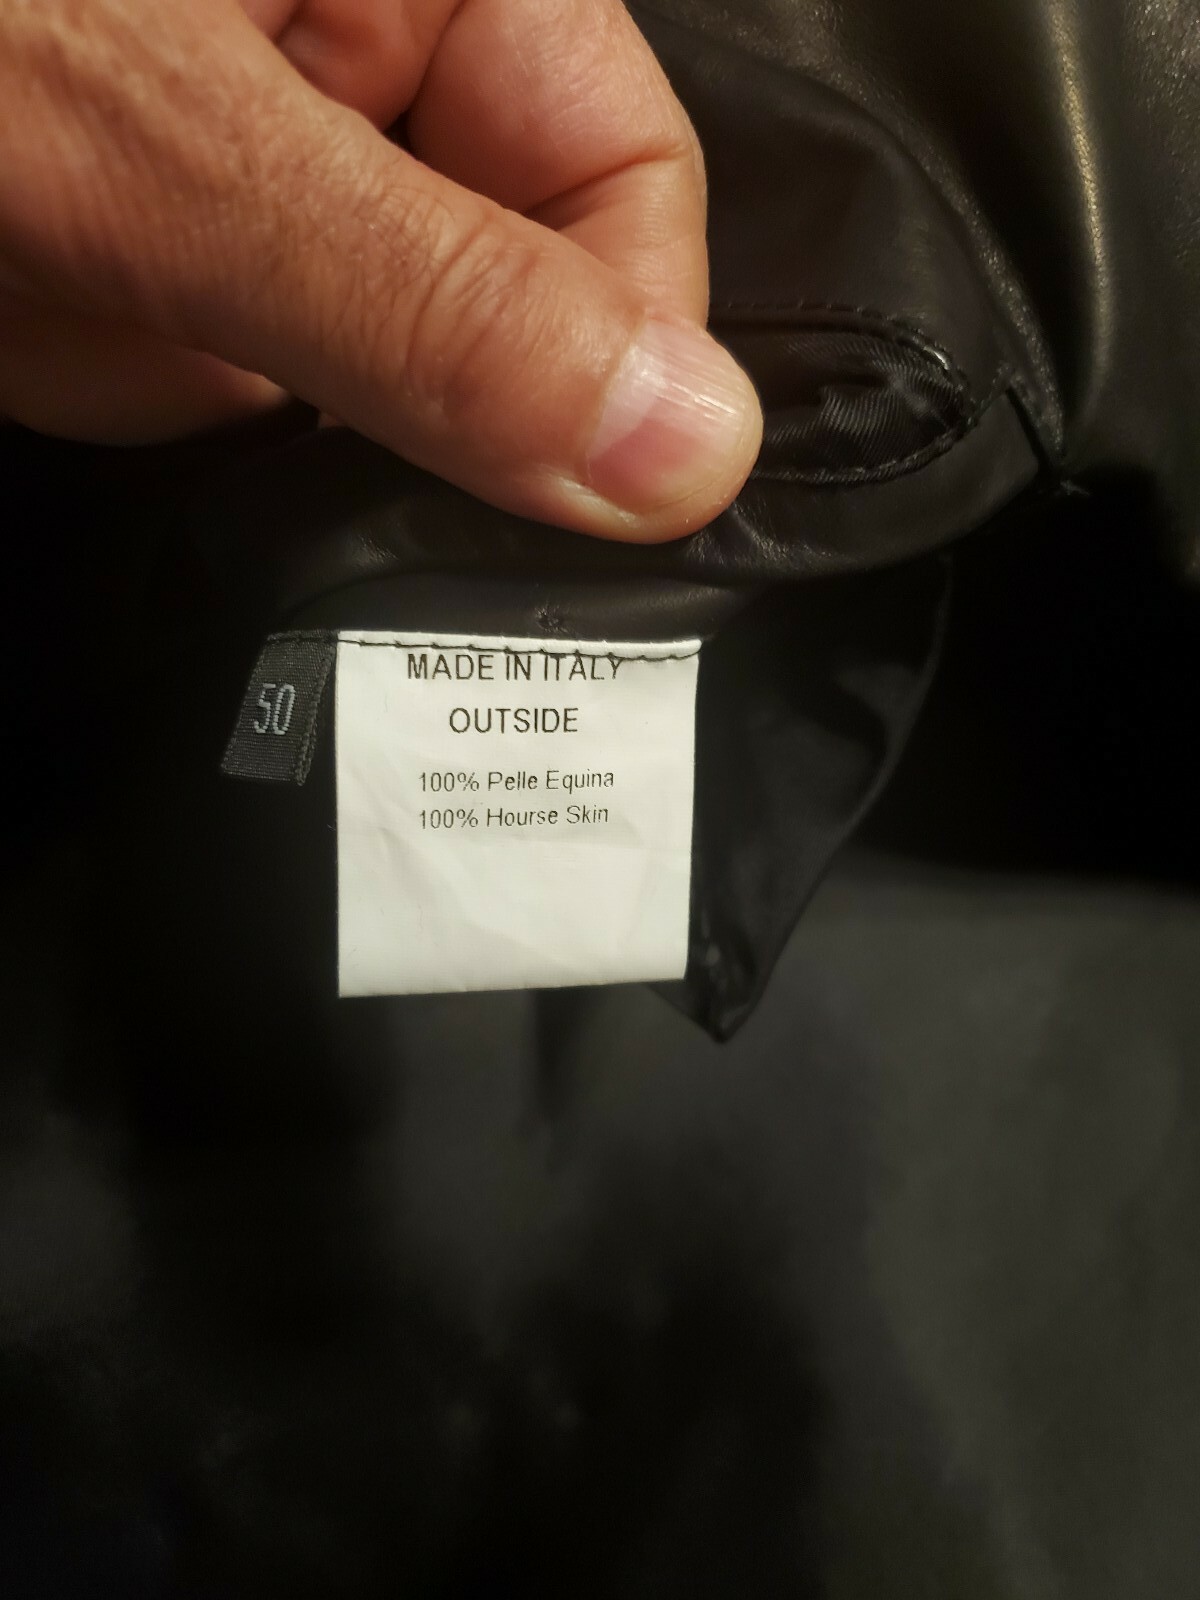 MADE IN ITALY
OUTSIDE
100% Pelle Equina
100% Hourse Skin
50